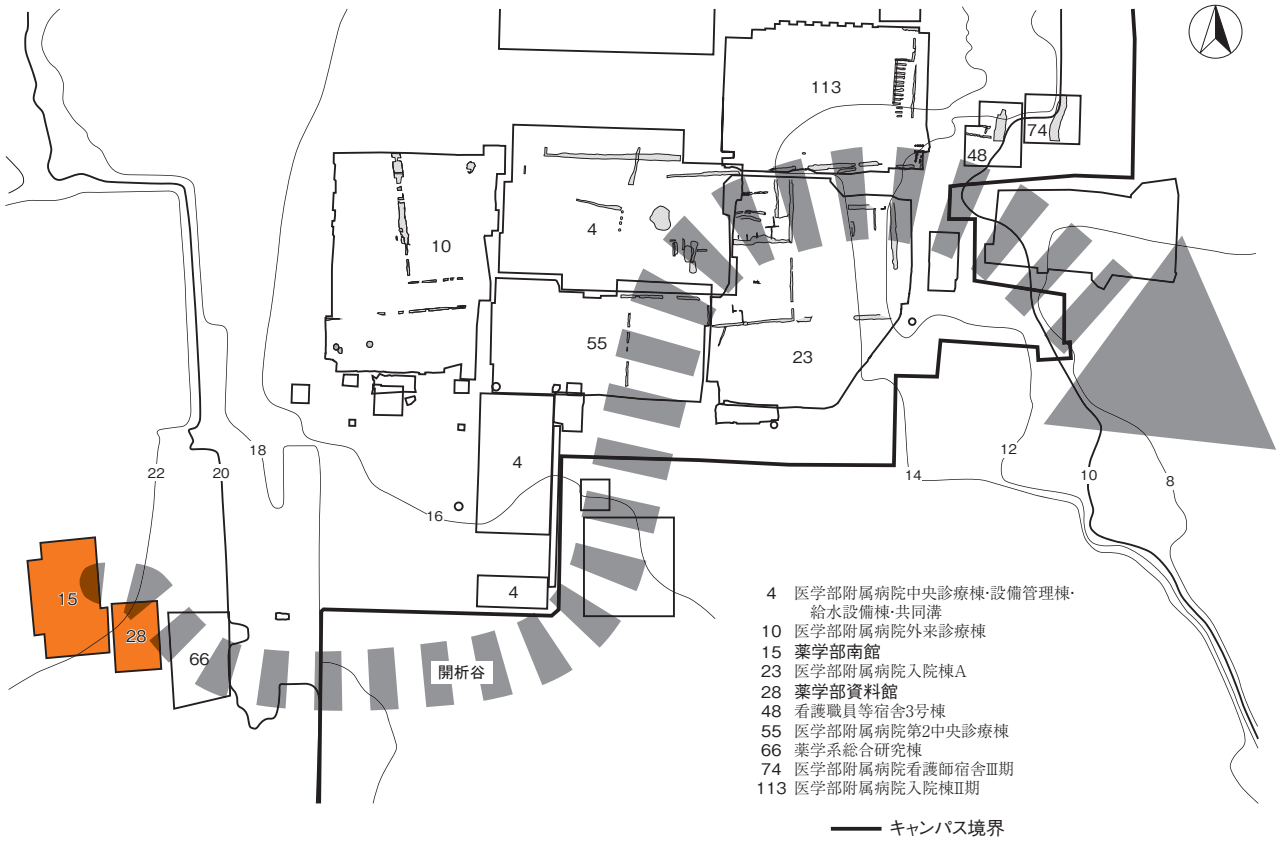 113
74
48
10
4
55
23
18
22
20
12
14
10
8
4
16
15
4
28
66
開析谷
4 医学部附属病院中央診療棟・設備管理棟・
給水設備棟・共同溝
10 医学部附属病院外来診療棟
15 薬学部南館
23 医学部附属病院入院棟A
28 薬学部資料館
48 看護職員等宿舎3号棟
55 医学部附属病院第2中央診療棟
66 薬学系総合研究棟
74 医学部附属病院看護師宿舎Ⅲ期
113 医学部附属病院入院棟Ⅱ期
キャンパス境界